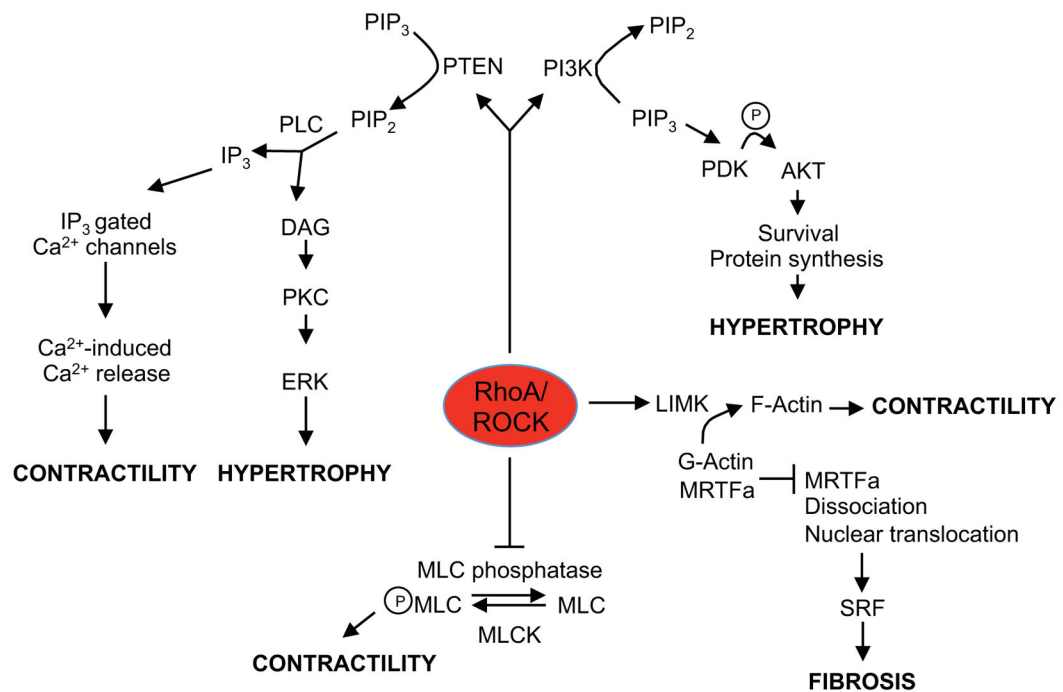 PIP₃
PTEN
PIP₂
PLC
IP₃
IP₃ gated
Ca²⁺ channels
Ca²⁺-induced
Ca²⁺ release
CONTRACTILITY
DAG
PKC
ERK
HYPERTROPHY
PI3K
PIP₂
PIP₃
PDK
P
AKT
Survival
Protein synthesis
HYPERTROPHY
RhoA/
ROCK
LIMK
F-Actin
CONTRACTILITY
G-Actin
MRTFa
MRTFa
Dissociation
Nuclear translocation
SRF
FIBROSIS
MLC phosphatase
P MLC
MLC
MLCK
CONTRACTILITY